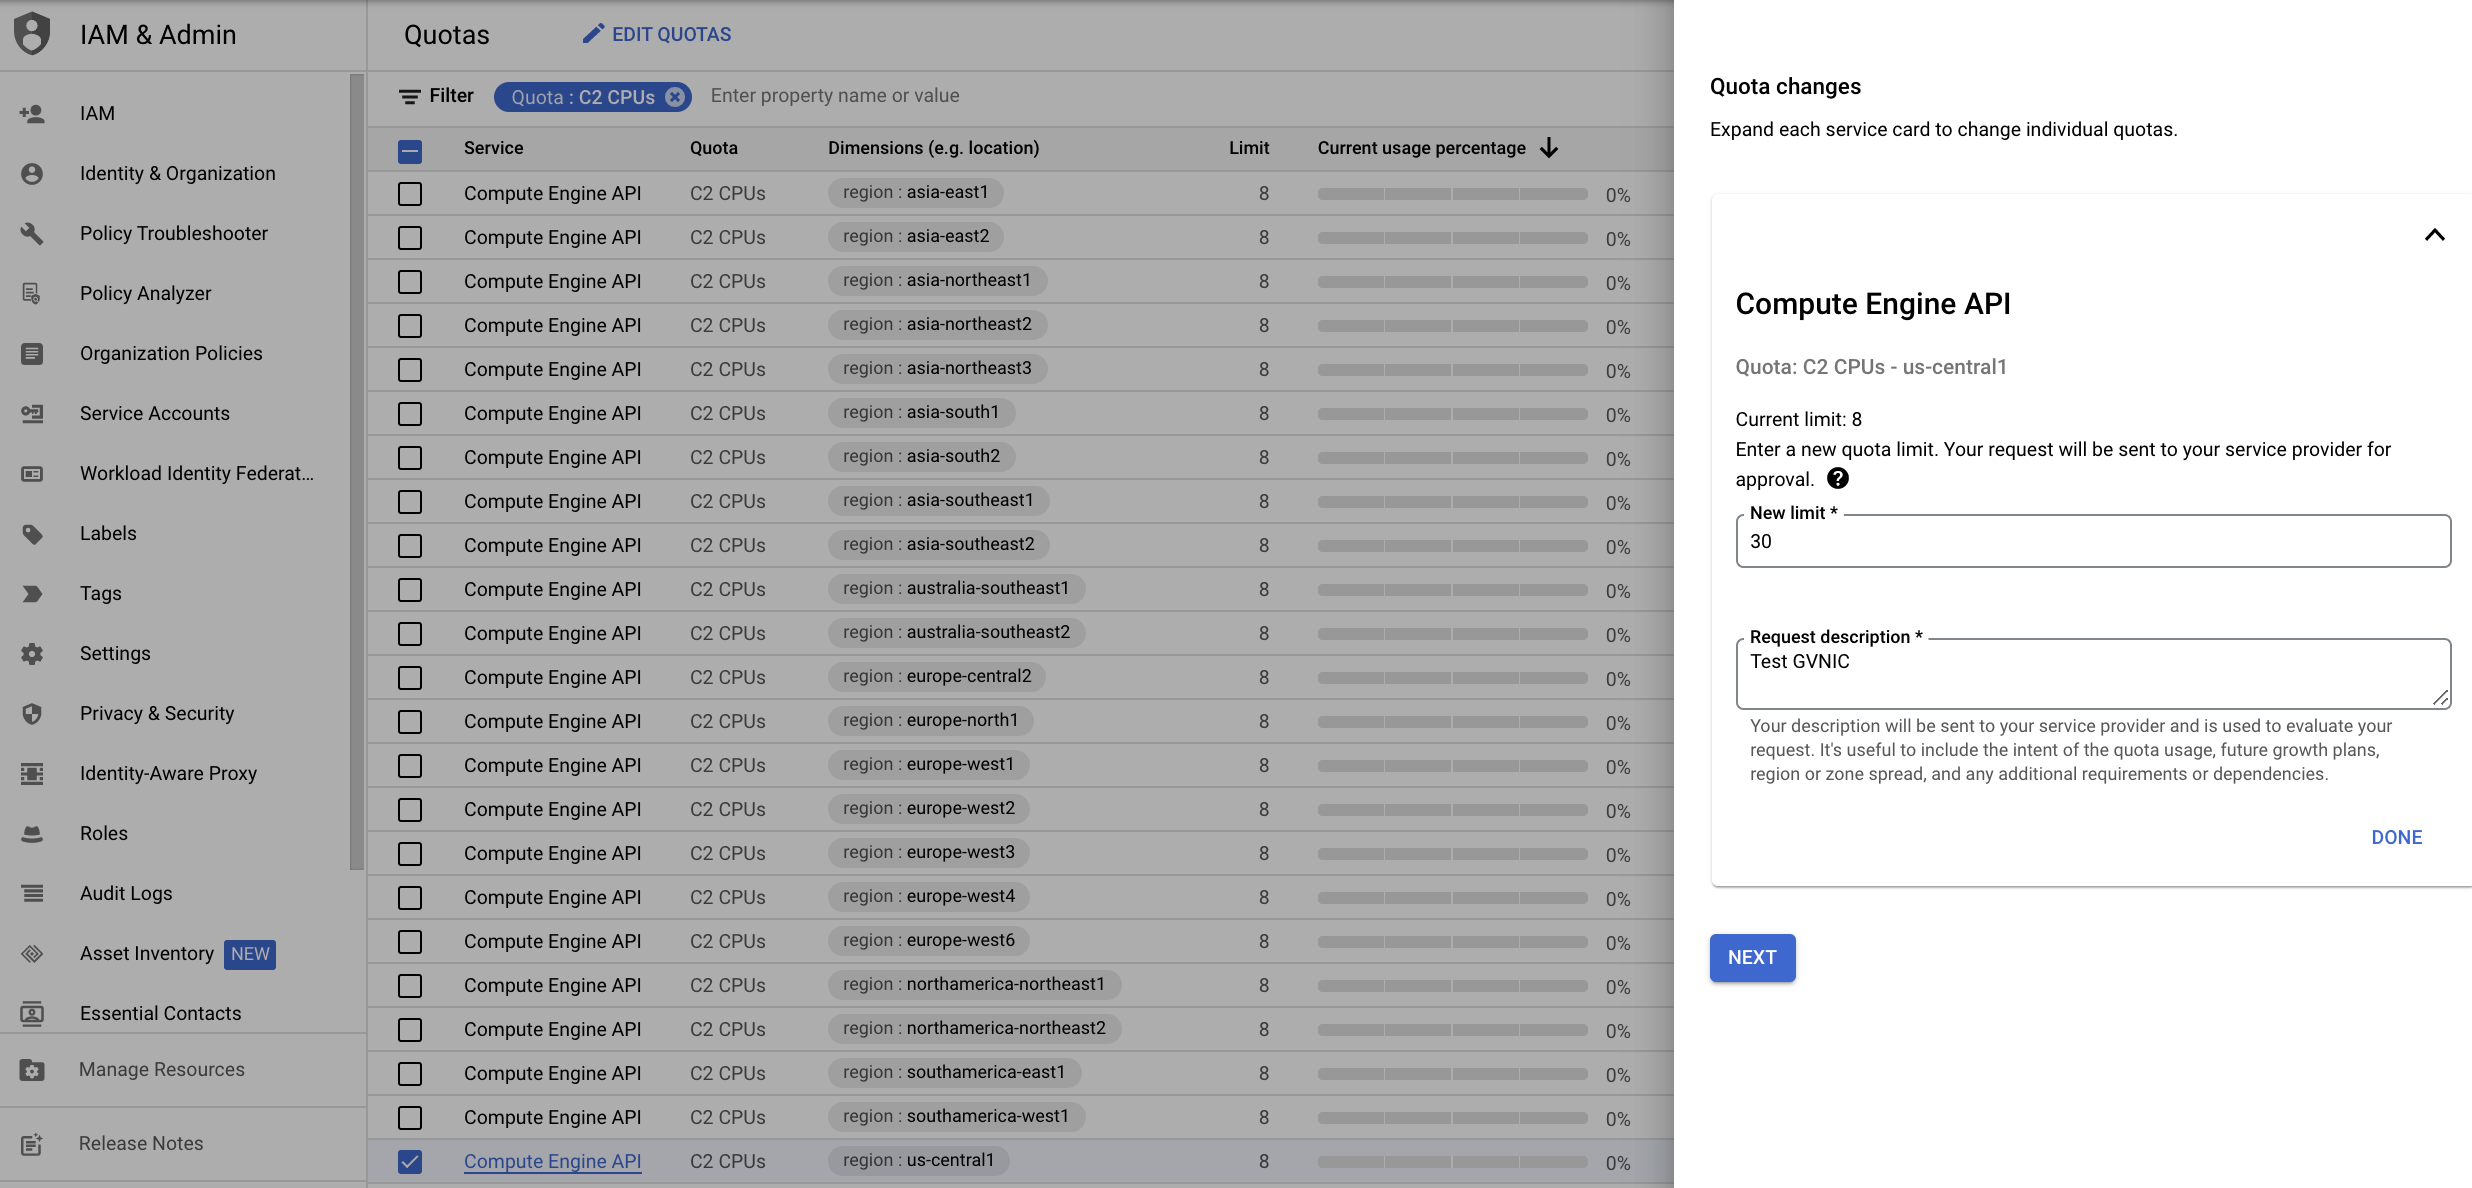 IAM & Admin
IAM
Identity & Organization
Policy Troubleshooter
Policy Analyzer
Organization Policies
Service Accounts
Workload Identity Federat...
Labels
Tags
Settings
Privacy & Security
Identity-Aware Proxy
Roles
Audit Logs
Asset Inventory NEW
Essential Contacts
Manage Resources
Release Notes
Quotas EDIT QUOTAS
Filter Quota : C2 CPUs Enter property name or value
Service Quota Dimensions (e.g. location) Limit Current usage percentage
Compute Engine API C2 CPUs region : asia-east1 8 0%
Compute Engine API C2 CPUs region : asia-east2 8 0%
Compute Engine API C2 CPUs region : asia-northeast1 8 0%
Compute Engine API C2 CPUs region : asia-northeast2 8 0%
Compute Engine API C2 CPUs region : asia-northeast3 8 0%
Compute Engine API C2 CPUs region : asia-south1 8 0%
Compute Engine API C2 CPUs region : asia-south2 8 0%
Compute Engine API C2 CPUs region : asia-southeast1 8 0%
Compute Engine API C2 CPUs region : asia-southeast2 8 0%
Compute Engine API C2 CPUs region : australia-southeast1 8 0%
Compute Engine API C2 CPUs region : australia-southeast2 8 0%
Compute Engine API C2 CPUs region : europe-central2 8 0%
Compute Engine API C2 CPUs region : europe-north1 8 0%
Compute Engine API C2 CPUs region : europe-west1 8 0%
Compute Engine API C2 CPUs region : europe-west2 8 0%
Compute Engine API C2 CPUs region : europe-west3 8 0%
Compute Engine API C2 CPUs region : europe-west4 8 0%
Compute Engine API C2 CPUs region : europe-west6 8 0%
Compute Engine API C2 CPUs region : northamerica-northeast1 8 0%
Compute Engine API C2 CPUs region : northamerica-northeast2 8 0%
Compute Engine API C2 CPUs region : southamerica-east1 8 0%
Compute Engine API C2 CPUs region : southamerica-west1 8 0%
Compute Engine API C2 CPUs region : us-central1 8 0%
Quota changes
Expand each service card to change individual quotas.
Compute Engine API
Quota: C2 CPUs - us-central1
Current limit: 8
Enter a new quota limit. Your request will be sent to your service provider for
approval.
New limit *
30
Request description *
Test GVNIC
Your description will be sent to your service provider and is used to evaluate your
request. It's useful to include the intent of the quota usage, future growth plans,
region or zone spread, and any additional requirements or dependencies.
DONE
NEXT